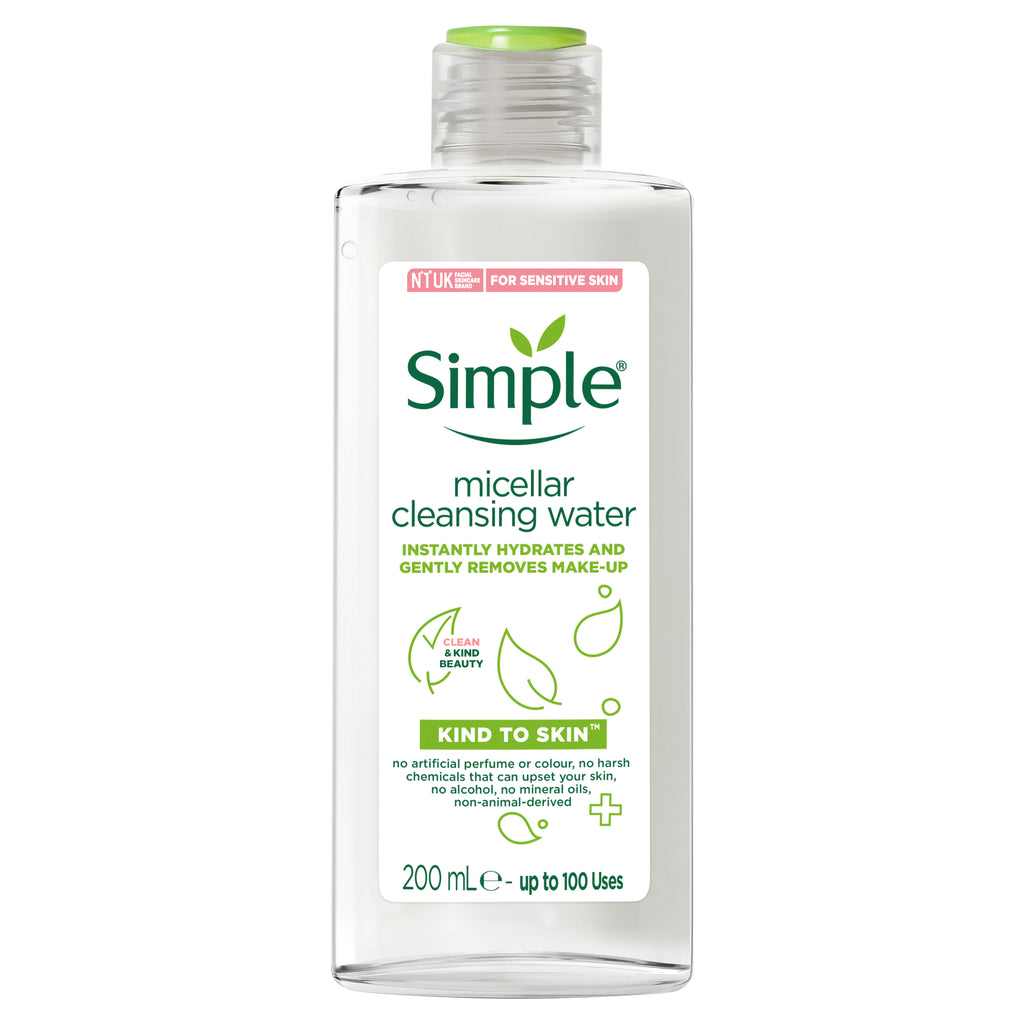 N°1 UK FACIAL SKINCARE BRAND FOR SENSITIVE SKIN
Simple®
micellar
cleansing water
INSTANTLY HYDRATES AND
GENTLY REMOVES MAKE-UP
CLEAN
& KIND
BEAUTY
KIND TO SKIN™
no artificial perfume or colour, no harsh
chemicals that can upset your skin,
no alcohol, no mineral oils,
non-animal-derived
200 mL ℮ - up to 100 Uses